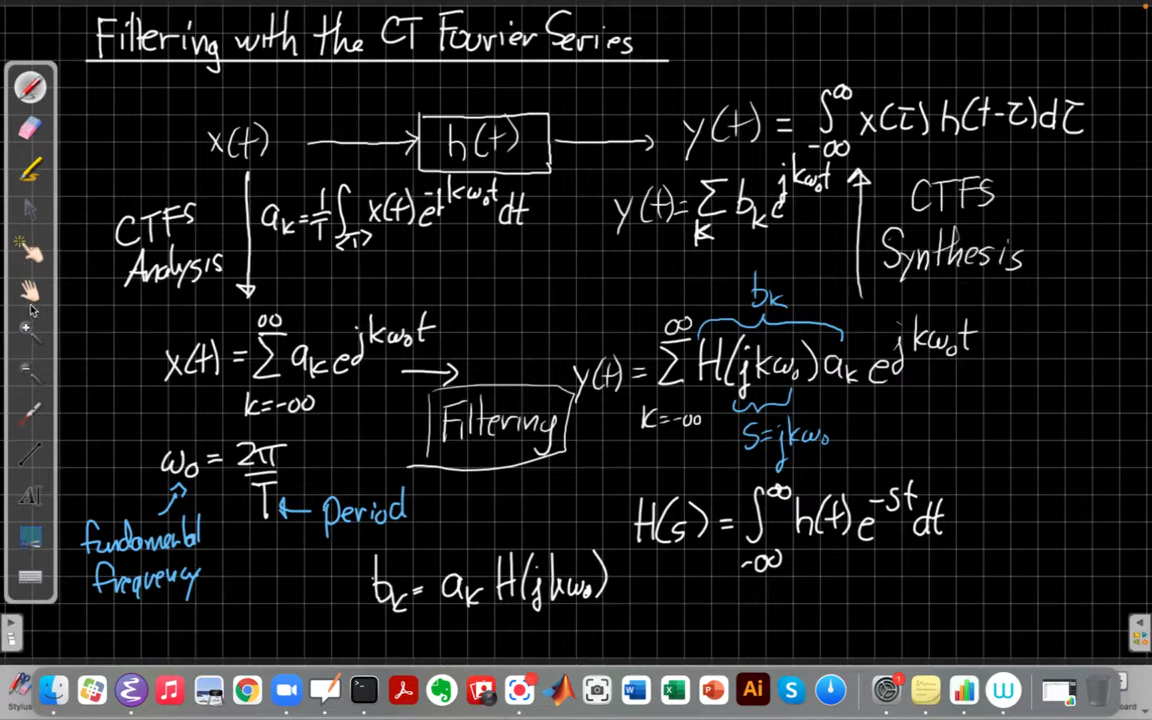 Filtering with the CT Fourier Series
x(t) → h(t) → y(t) = ∫_{-∞}^{∞} x(τ) h(t-τ)dτ
CTFS
Analysis
a_k = 1/T ∫_{<T>} x(t) e^{-jkω₀t} dt
y(t) = Σ_k b_k e^{jkω₀t}
CTFS
Synthesis
b_k
x(t) = Σ_{k=-∞}^{∞} a_k e^{jkω₀t} →
Filtering
y(t) = Σ_{k=-∞}^{∞} H(jkω₀) a_k e^{jkω₀t}
s=jkω₀
ω₀ = 2π/T ← period
fundamental
frequency
H(s) = ∫_{-∞}^{∞} h(t) e^{-st} dt
b_k = a_k H(jkω₀)